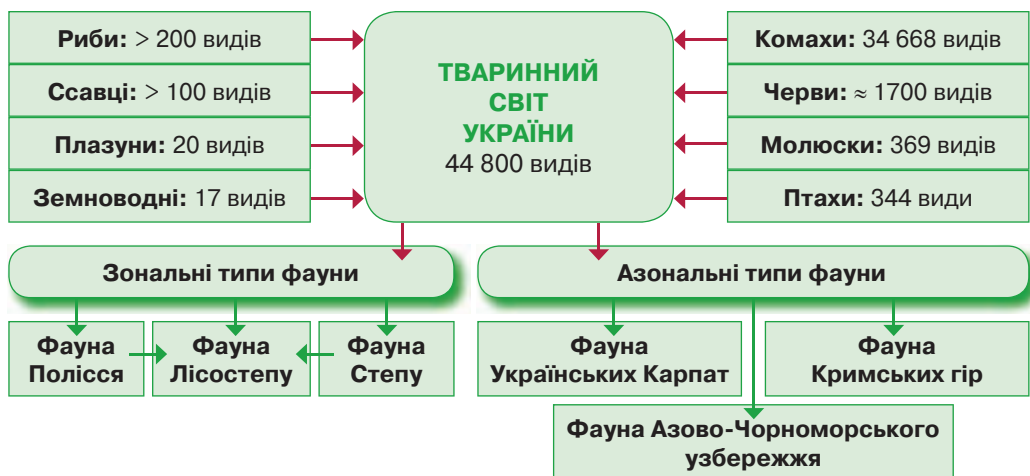 Риби: > 200 видів
Ссавці: > 100 видів
Плазуни: 20 видів
Земноводні: 17 видів
ТВАРИННИЙ
СВІТ
УКРАЇНИ
44 800 видів
Комахи: 34 668 видів
Черви: ≈ 1700 видів
Молюски: 369 видів
Птахи: 344 види
Зональні типи фауни
Азональні типи фауни
Фауна
Полісся
Фауна
Лісостепу
Фауна
Степу
Фауна
Українських Карпат
Фауна
Кримських гір
Фауна Азово-Чорноморського
узбережжя